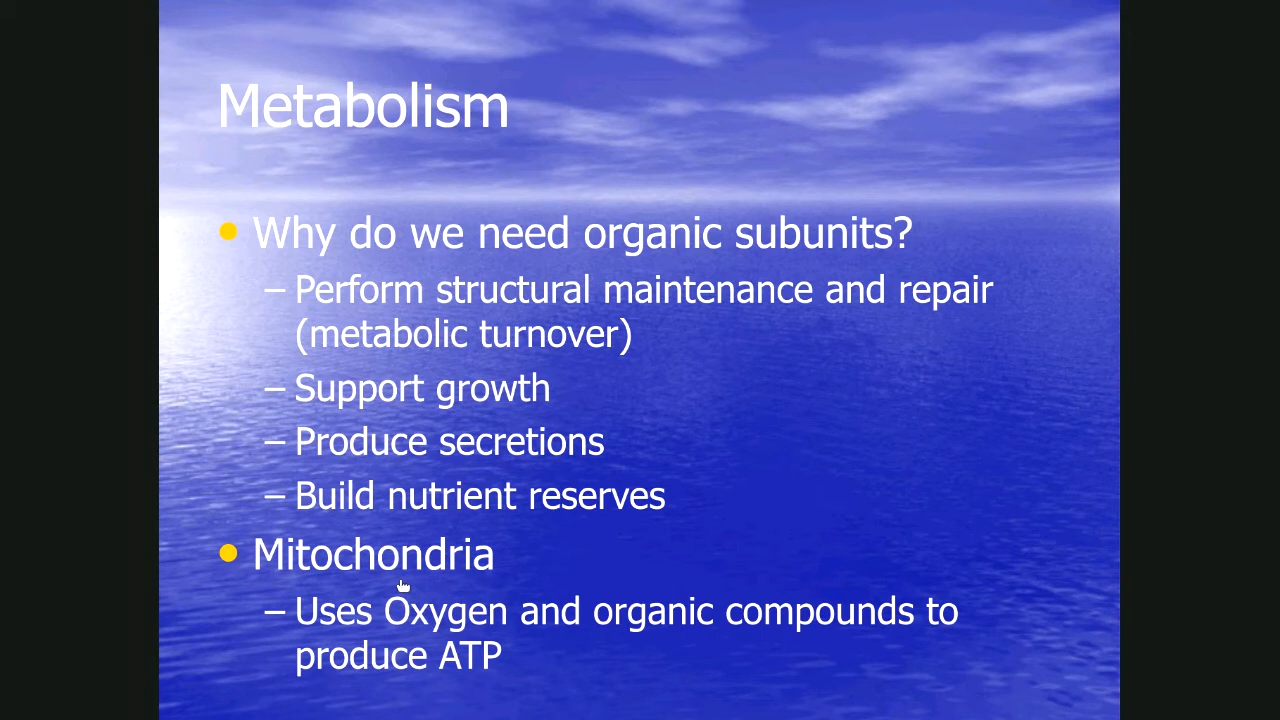 Metabolism
• Why do we need organic subunits?
– Perform structural maintenance and repair
(metabolic turnover)
– Support growth
– Produce secretions
– Build nutrient reserves
• Mitochondria
– Uses Oxygen and organic compounds to
produce ATP